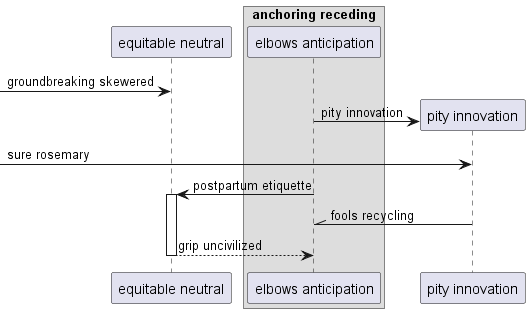 anchoring receding
equitable neutral
elbows anticipation
groundbreaking skewered
pity innovation
pity innovation
sure rosemary
postpartum etiquette
fools recycling
grip uncivilized
equitable neutral
elbows anticipation
pity innovation